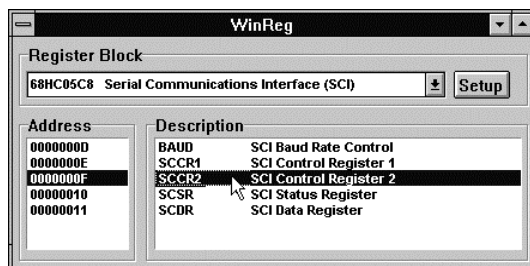 WinReg
Register Block
68HC05C8 Serial Communications Interface (SCI)
Setup
Address Description
0000000D BAUD SCI Baud Rate Control
0000000E SCCR1 SCI Control Register 1
0000000F SCCR2 SCI Control Register 2
00000010 SCSR SCI Status Register
00000011 SCDR SCI Data Register